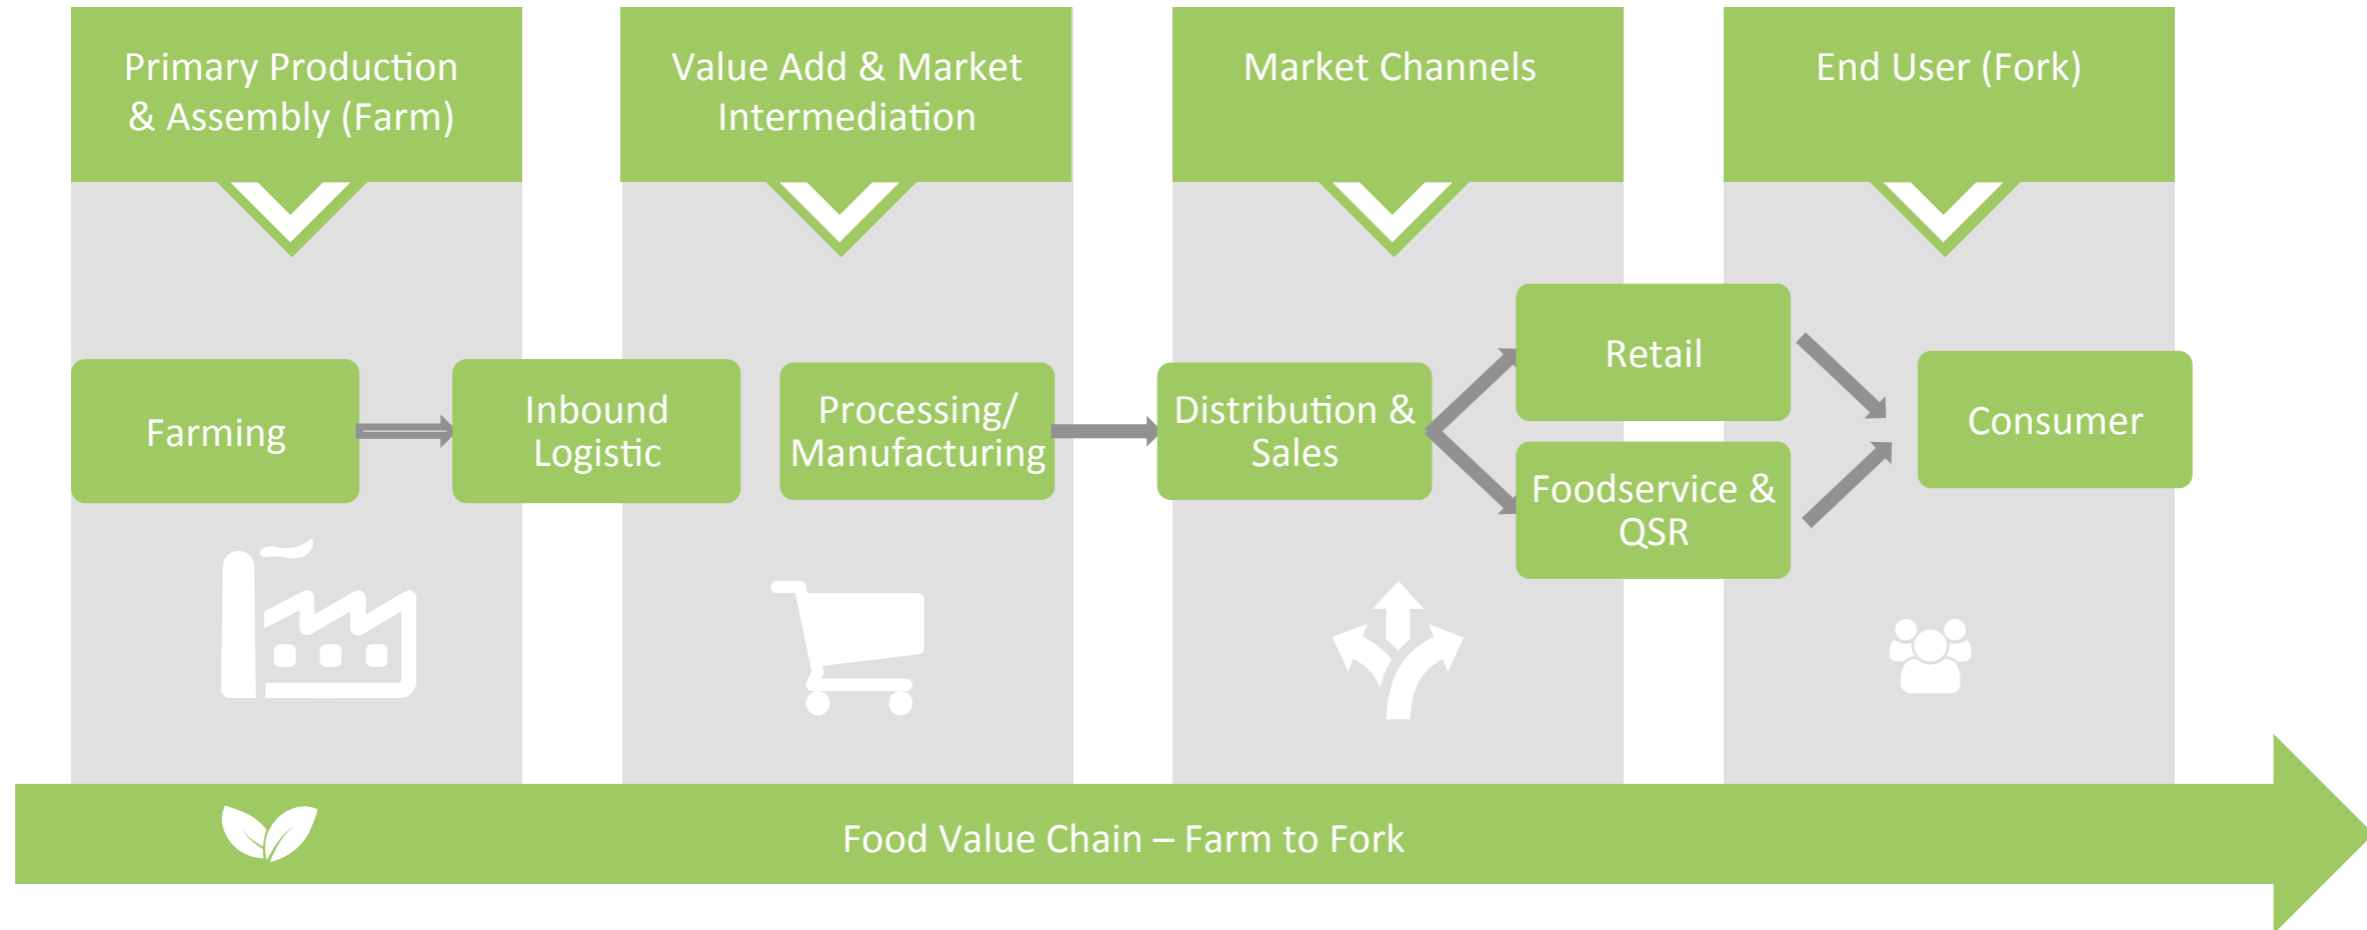 Primary Production
& Assembly (Farm)
Value Add & Market
Intermediation
Market Channels
End User (Fork)
Farming
Inbound
Logistic
Processing/
Manufacturing
Distribution &
Sales
Retail
Foodservice &
QSR
Consumer
Food Value Chain – Farm to Fork